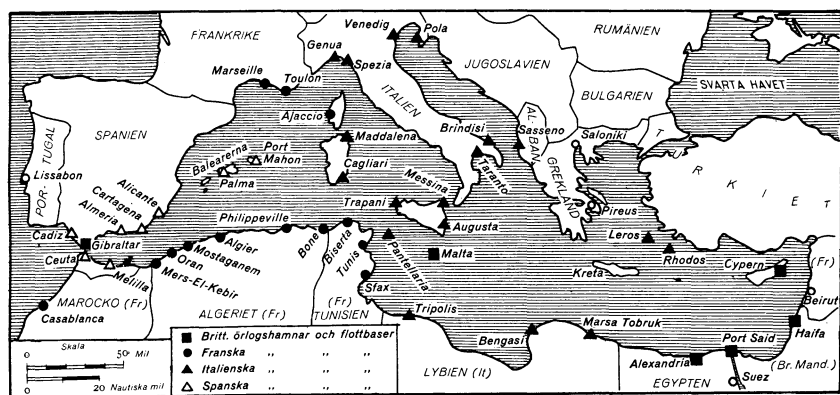 FRANKRIKE
Venedig
Pola
RUMÄNIEN
Genua
Spezia
JUGOSLAVIEN
SVARTA HAVET
Marseille
Toulon
ITALIEN
BULGARIEN
Ajaccio
AL-
BAN.
SPANIEN
Maddalena
Brindisi
Sasseno
Saloniki
T
U
R K I E T
POR-
TUGAL
Lissabon
Balearerna
Port
Mahon
Palma
Cagliari
Taranto
GREKLAND
Alicante
Cartagena
Almeria
Messina
Trapani
Pireus
Cadiz
Gibraltar
Philippeville
Bone
Biserta
Tunis
Augusta
Leros
Rhodos
Ceuta
Melilla
Algier
Mostaganem
Oran
Mers-El-Kebir
Pantellaria
Malta
Kreta
Cypern
(Fr)
Beirut
MAROCKO (Fr)
Casablanca
ALGERIET (Fr)
(Fr)
TUNISIEN
Sfax
Tripolis
Bengasi
Marsa Tobruk
Port Said
Haifa
Alexandria
(Br. Mand.)
Suez
LYBIEN (It)
EGYPTEN
Skala
0 50 Mil
0 20 Nautiska mil
Britt. örlogshamnar och flottbaser
Franska „ „ „
Italienska „ „ „
Spanska „ „ „